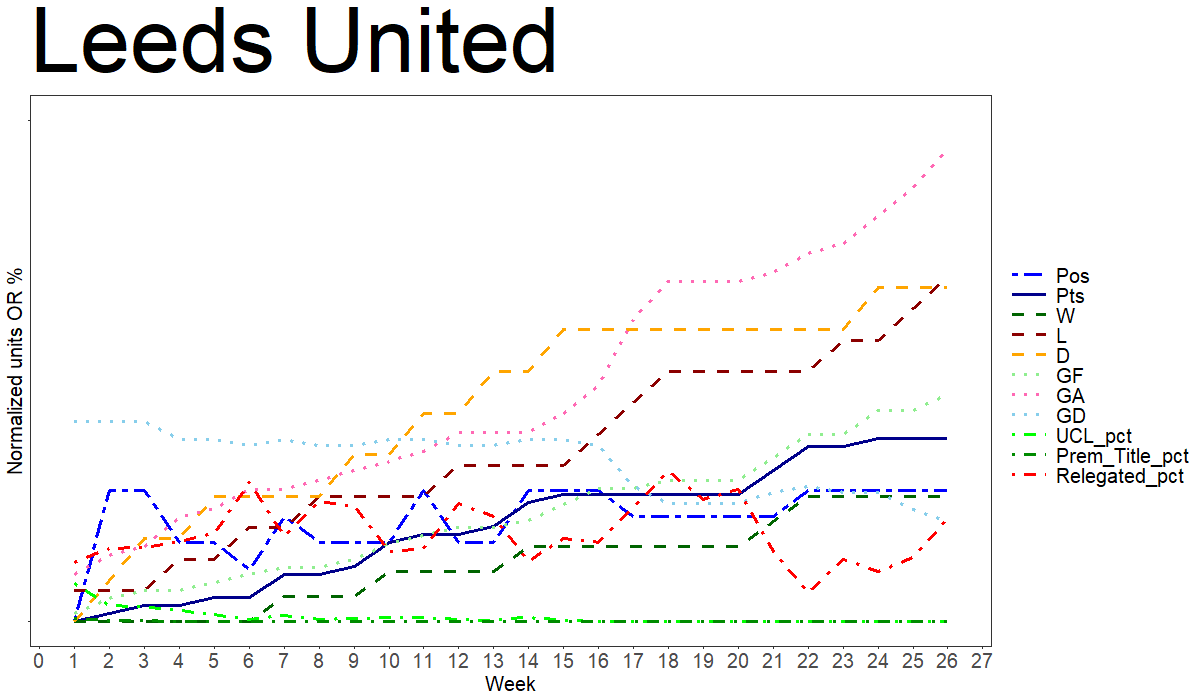 Leeds United
Normalized units OR %
Pos
Pts
W
L
D
GF
GA
GD
UCL_pct
Prem_Title_pct
Relegated_pct
0 1 2 3 4 5 6 7 8 9 10 11 12 13 14 15 16 17 18 19 20 21 22 23 24 25 26 27
Week